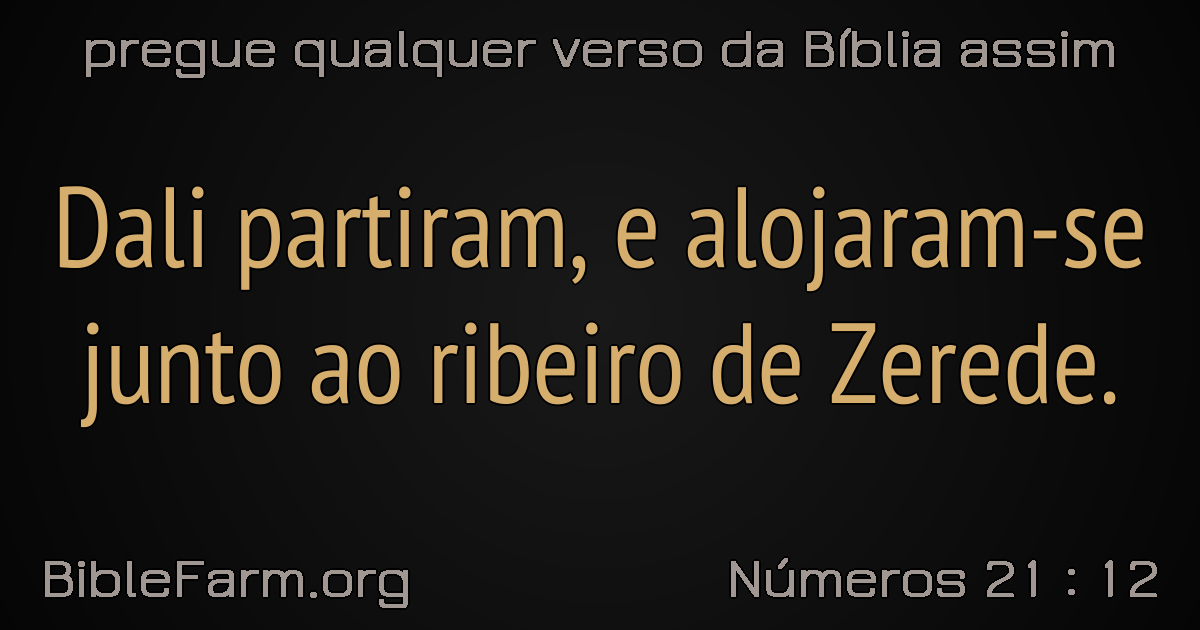 pregue qualquer verso da Bíblia assim
Dali partiram, e alojaram-se
junto ao ribeiro de Zerede.
BibleFarm.org
Números 21 : 12